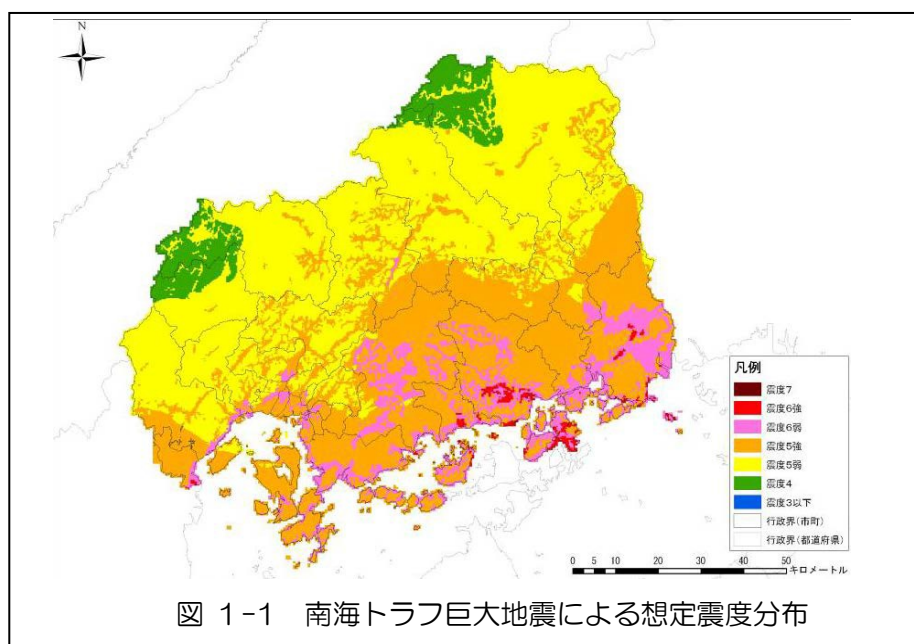 N
凡例
震度7
震度6強
震度6弱
震度5強
震度5弱
震度4
震度3以下
行政界(市町)
行政界(都道府県)
0 5 10 20 30 40 50
キロメートル
図 1-1 南海トラフ巨大地震による想定震度分布